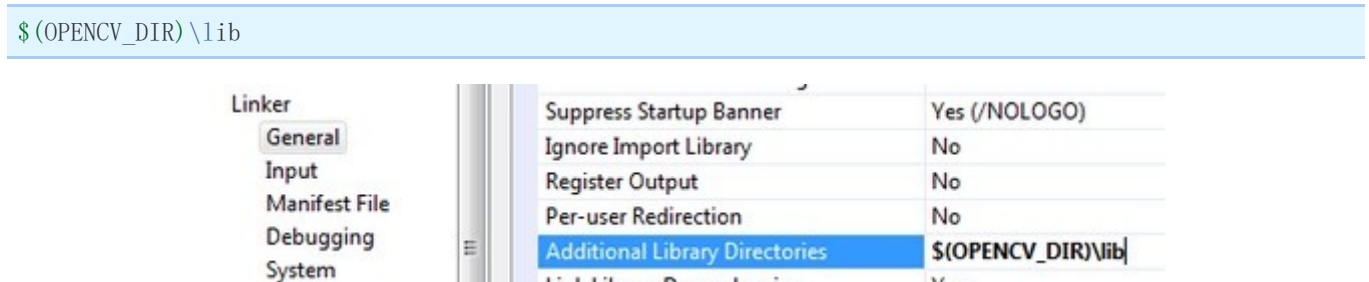 $(OPENCV_DIR)\lib
Linker
General
Input
Manifest File
Debugging
System
Suppress Startup Banner Yes (/NOLOGO)
Ignore Import Library No
Register Output No
Per-user Redirection No
Additional Library Directories $(OPENCV_DIR)\lib